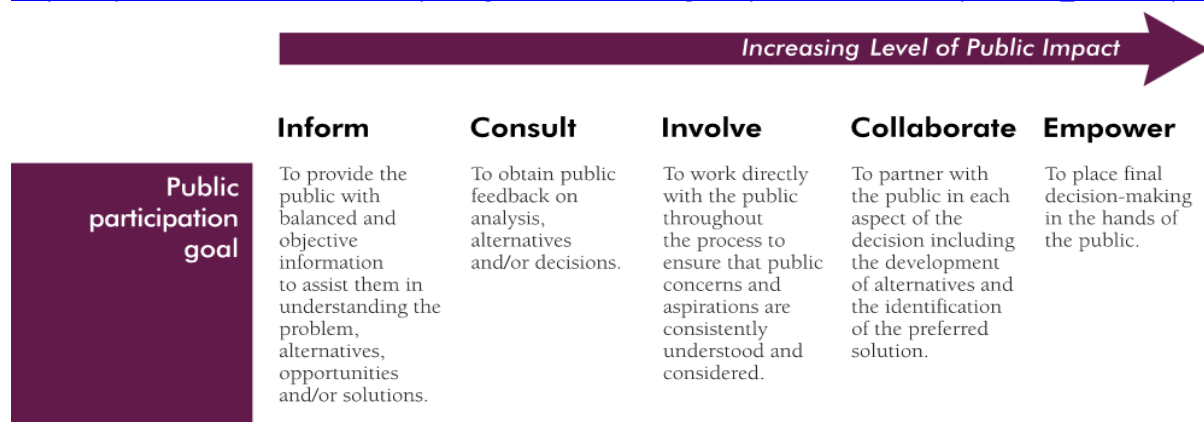 Increasing Level of Public Impact
Inform
To provide the
public with
balanced and
objective
information
to assist them in
understanding the
problem,
alternatives,
opportunities
and/or solutions.
Consult
To obtain public
feedback on
analysis,
alternatives
and/or decisions.
Involve
To work directly
with the public
throughout
the process to
ensure that public
concerns and
aspirations are
consistently
understood and
considered.
Collaborate
To partner with
the public in each
aspect of the
decision including
the development
of alternatives and
the identification
of the preferred
solution.
Empower
To place final
decision-making
in the hands of
the public.
Public
participation
goal